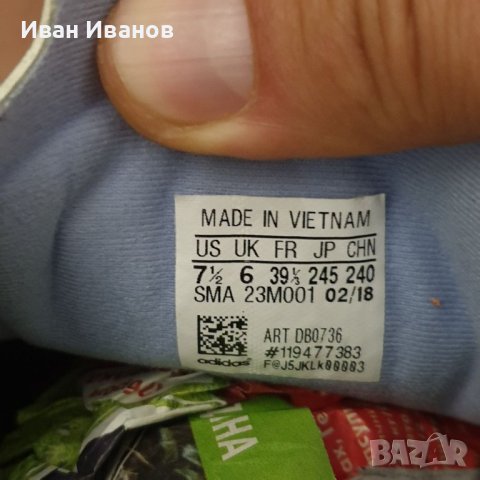 Иван Иванов
MADE IN VIETNAM
US UK FR JP CHN
7½ 6 39⅓ 245 240
SMA 23M001 02/18
ART DB0736
#119477383
adidas
F@J5JKLk00003
BAZAR